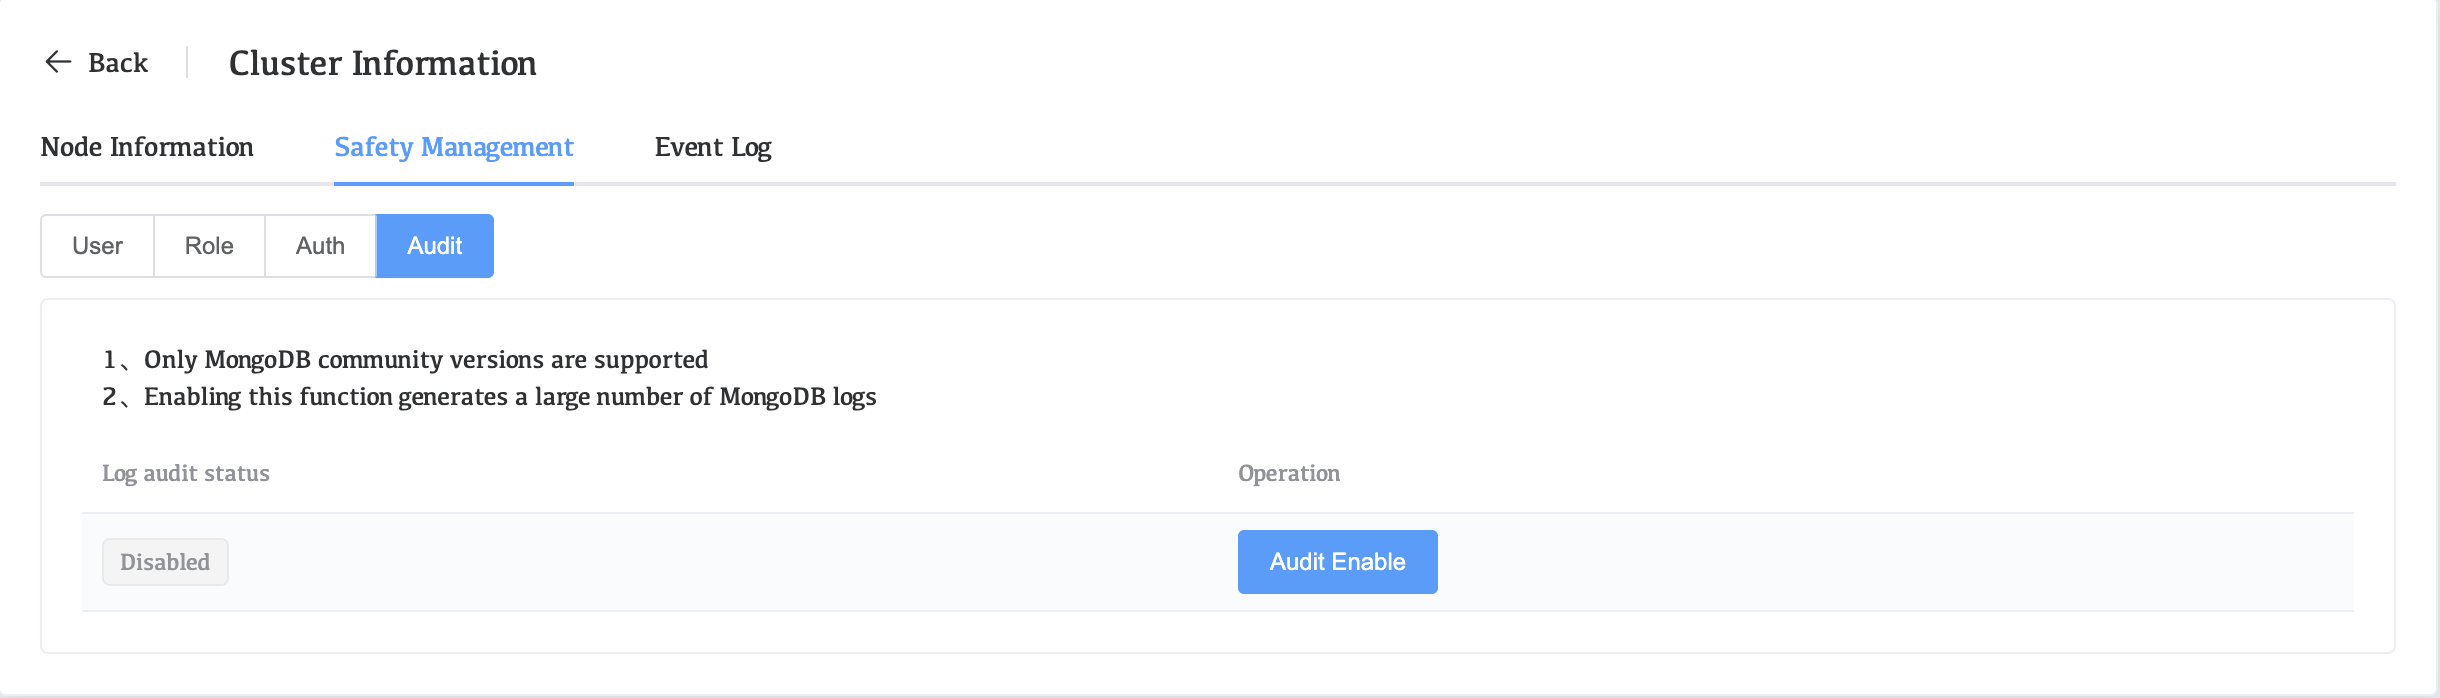 Back
Cluster Information
Node Information
Safety Management
Event Log
User
Role
Auth
Audit
1、Only MongoDB community versions are supported
2、Enabling this function generates a large number of MongoDB logs
Log audit status
Operation
Disabled
Audit Enable